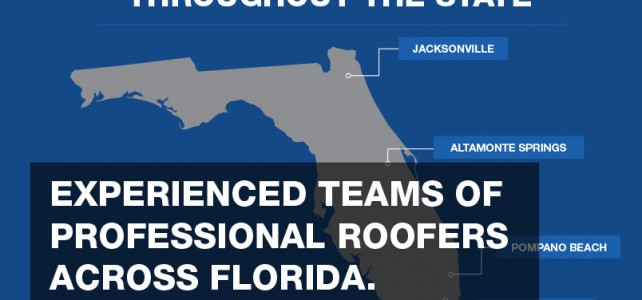 THROUGHOUT THE STATE
JACKSONVILLE
ALTAMONTE SPRINGS
EXPERIENCED TEAMS OF
PROFESSIONAL ROOFERS
POMPANO BEACH
ACROSS FLORIDA.